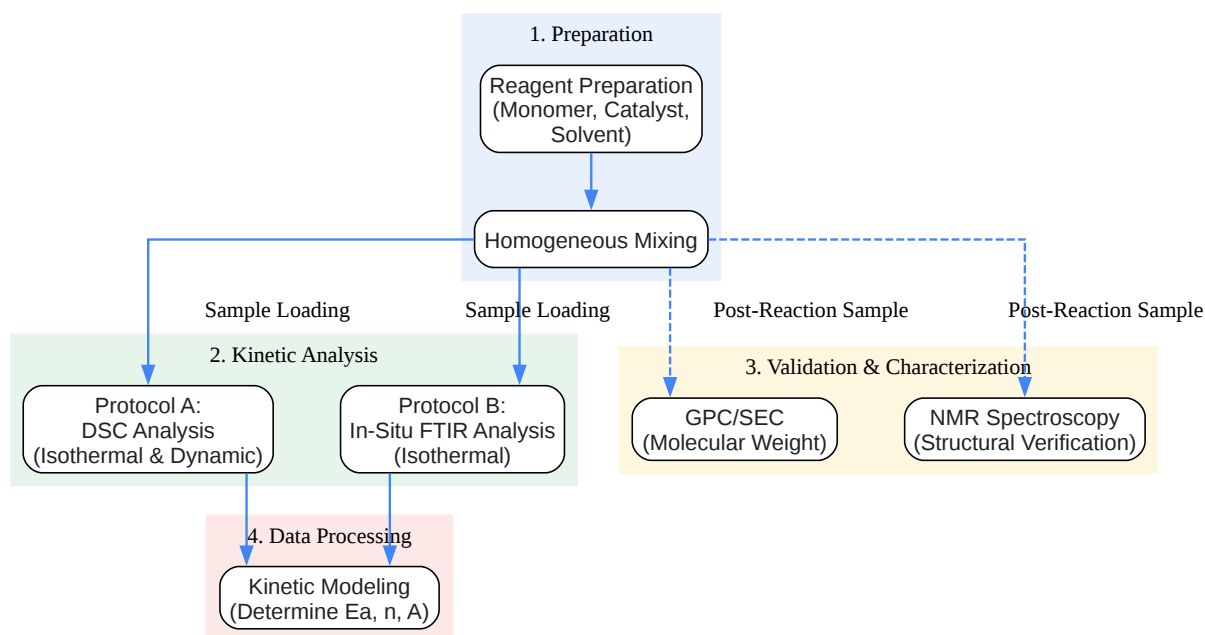 1. Preparation
Reagent Preparation
(Monomer, Catalyst,
Solvent)
Homogeneous Mixing
Sample Loading
Sample Loading
Post-Reaction Sample
Post-Reaction Sample
2. Kinetic Analysis
Protocol A:
DSC Analysis
(Isothermal & Dynamic)
Protocol B:
In-Situ FTIR Analysis
(Isothermal)
3. Validation & Characterization
GPC/SEC
(Molecular Weight)
NMR Spectroscopy
(Structural Verification)
4. Data Processing
Kinetic Modeling
(Determine Ea, n, A)